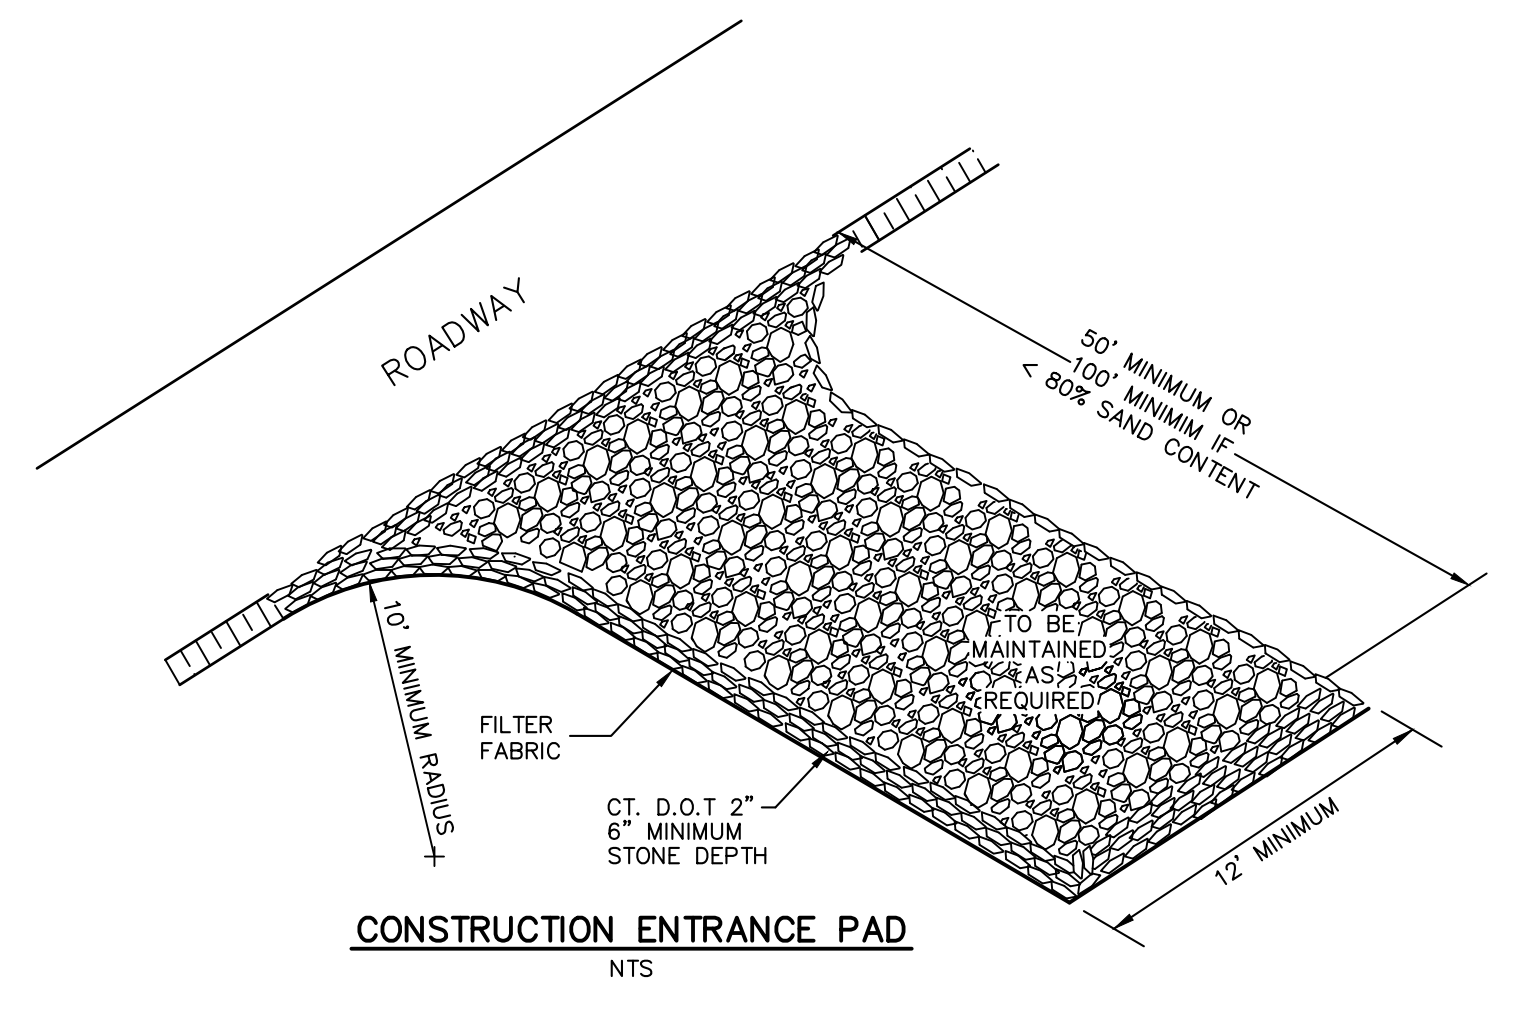 ROADWAY
50' MINIMUM OR
100' MINIMIM IF
< 80% SAND CONTENT
TO BE
MAINTAINED
AS
REQUIRED
10' MINIMUM RADIUS
FILTER
FABRIC
CT. D.O.T 2"
6" MINIMUM
STONE DEPTH
12' MINIMUM
CONSTRUCTION ENTRANCE PAD
NTS